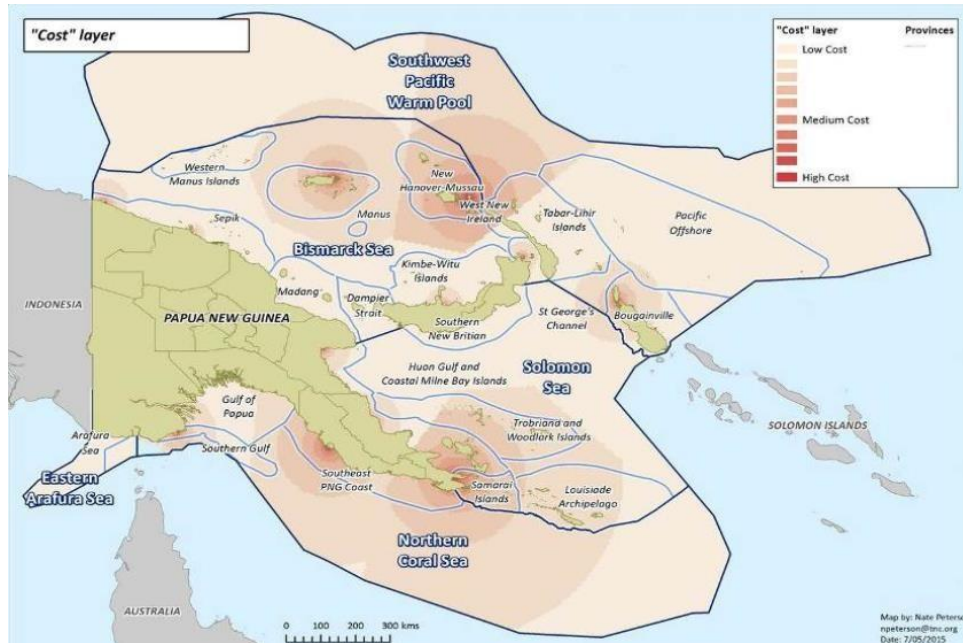 "Cost" layer
"Cost" layer
Provinces
Low Cost
Medium Cost
High Cost
Southwest
Pacific
Warm Pool
Western
Manus Islands
New
Hanover-Mussau
West New
Ireland
Manus
Tabar-Lihir
Islands
Pacific
Offshore
Sepik
Bismarck Sea
Kimbe-Witu
Islands
INDONESIA
Madang
Dampier
Strait
PAPUA NEW GUINEA
Southern
New Britian
St George's
Channel
Bougainville
Huon Gulf and
Coastal Milne Bay Islands
Solomon
Sea
Gulf of
Papua
Trobriand and
Woodlark Islands
SOLOMON ISLANDS
Arafura
Sea
Southern Gulf
Eastern
Arafura Sea
Southeast
PNG Coast
Samarai
Islands
Louisiade
Archipelago
Northern
Coral Sea
AUSTRALIA
0 100 200 300 kms
Map by: Nate Peterso
npeterson@tnc.org
Date: 7/05/2015